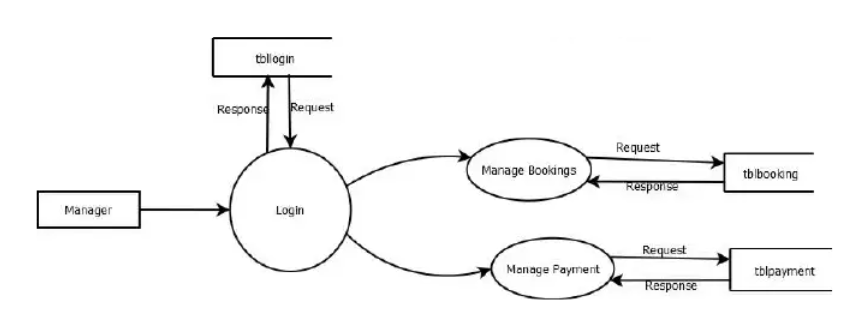 tbllogin
Response
Request
Manager
Login
Manage Bookings
Request
Response
tblbooking
Manage Payment
Request
Response
tblpayment